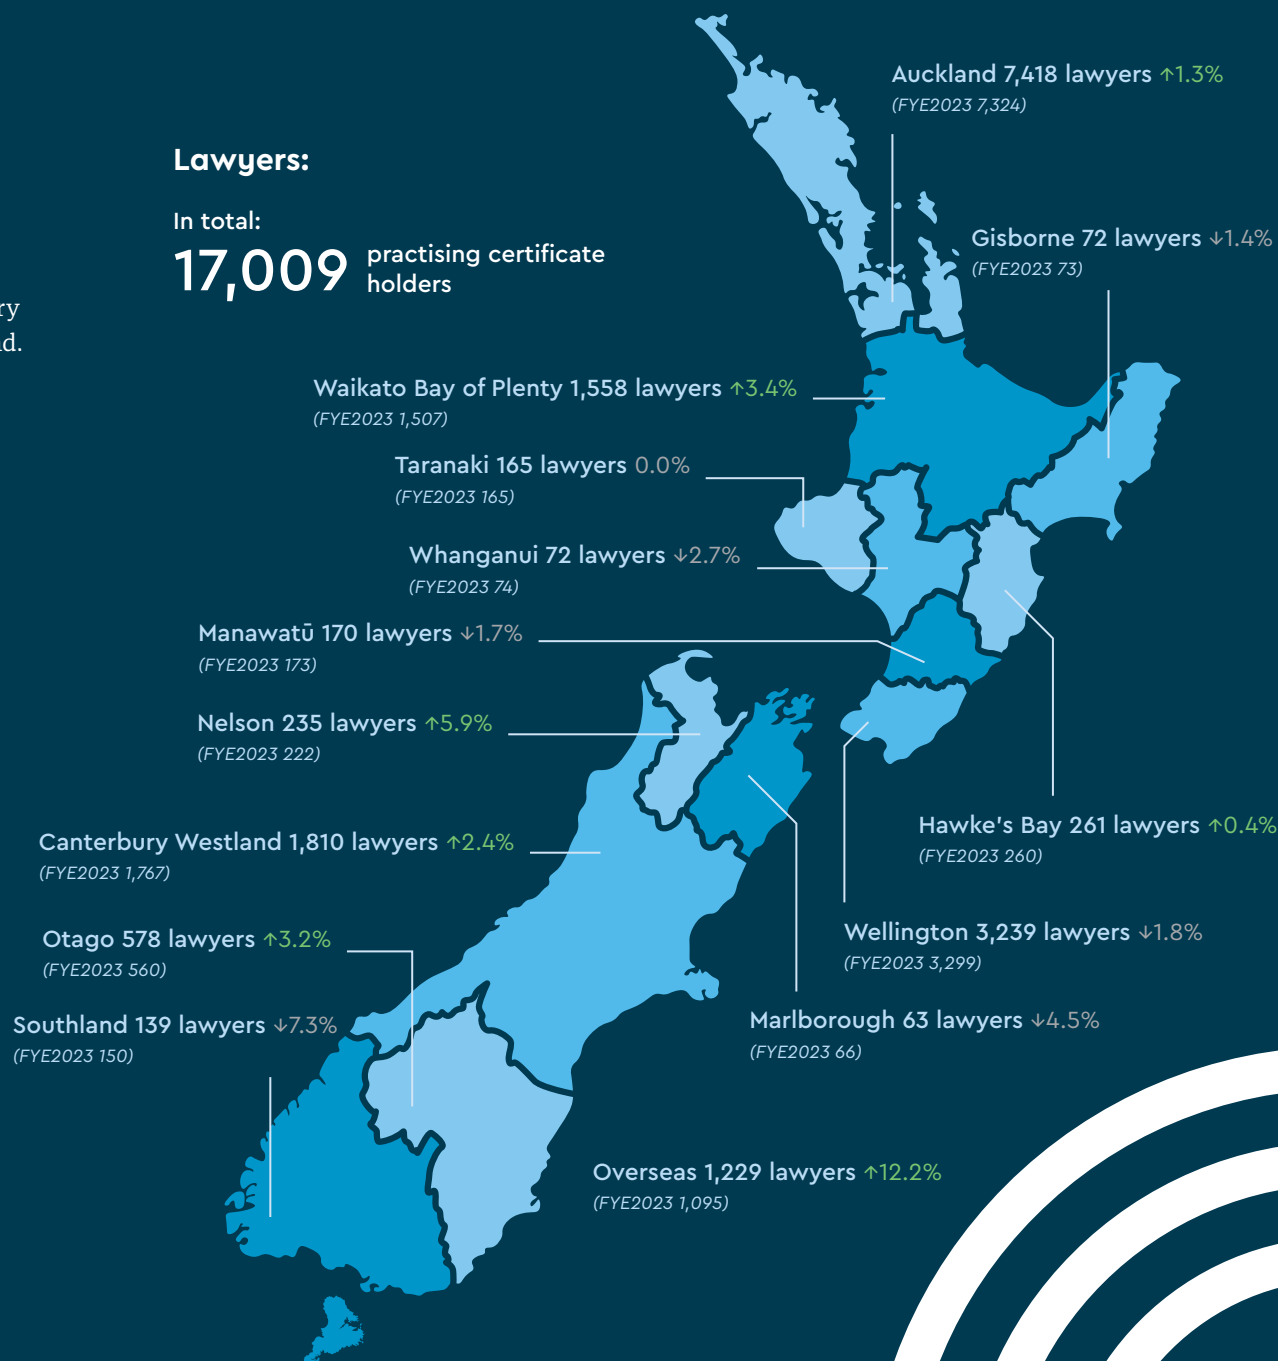 Lawyers:
In total:
17,009 practising certificate
holders
ry
d.
Auckland 7,418 lawyers ↑1.3%
(FYE2023 7,324)
Gisborne 72 lawyers ↓1.4%
(FYE2023 73)
Waikato Bay of Plenty 1,558 lawyers ↑3.4%
(FYE2023 1,507)
Taranaki 165 lawyers 0.0%
(FYE2023 165)
Whanganui 72 lawyers ↓2.7%
(FYE2023 74)
Manawatū 170 lawyers ↓1.7%
(FYE2023 173)
Nelson 235 lawyers ↑5.9%
(FYE2023 222)
Hawke's Bay 261 lawyers ↑0.4%
(FYE2023 260)
Canterbury Westland 1,810 lawyers ↑2.4%
(FYE2023 1,767)
Wellington 3,239 lawyers ↓1.8%
(FYE2023 3,299)
Otago 578 lawyers ↑3.2%
(FYE2023 560)
Marlborough 63 lawyers ↓4.5%
(FYE2023 66)
Southland 139 lawyers ↓7.3%
(FYE2023 150)
Overseas 1,229 lawyers ↑12.2%
(FYE2023 1,095)